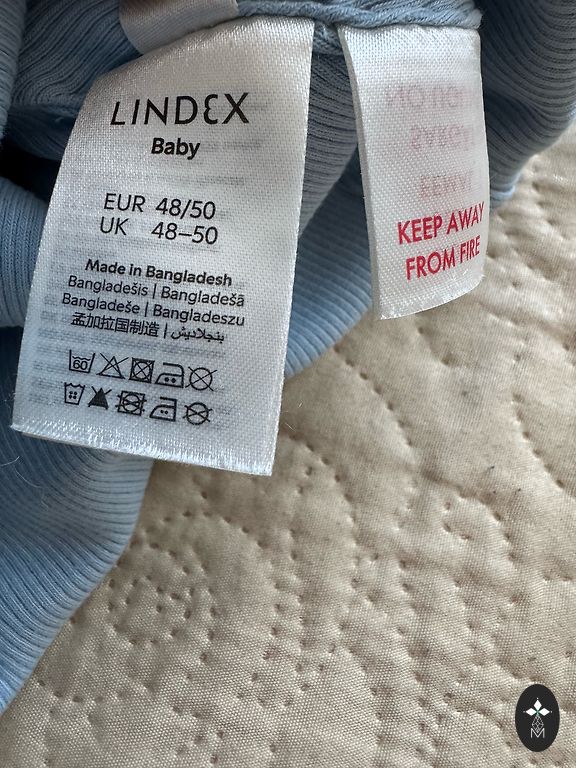 LINDEX
Baby
EUR 48/50
UK 48–50
Made in Bangladesh
Bangladešis | Bangladešā
Bangladeše | Bangladeszu
孟加拉国制造 | بنجلاديش
60
KEEP AWAY
FROM FIRE
M